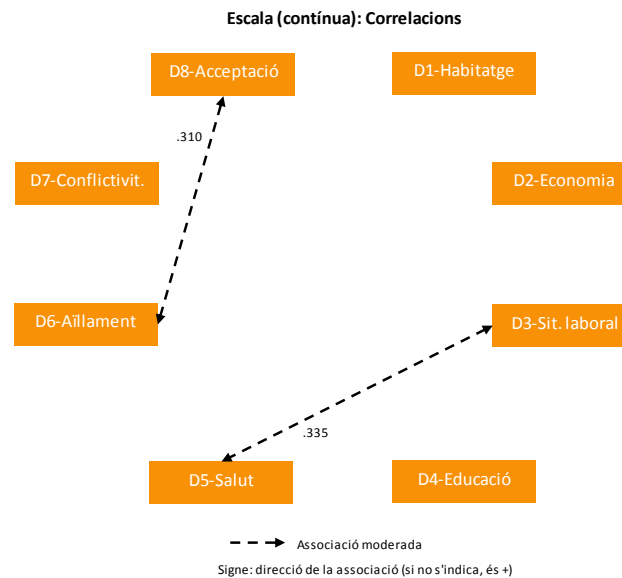 Escala (contínua): Correlacions
D8-Acceptació
D1-Habitatge
.310
D7-Conflictivit.
D2-Economia
D6-Aïllament
D3-Sit. laboral
.335
D5-Salut
D4-Educació
Associació moderada
Signe: direcció de la associació (si no s'indica, és +)